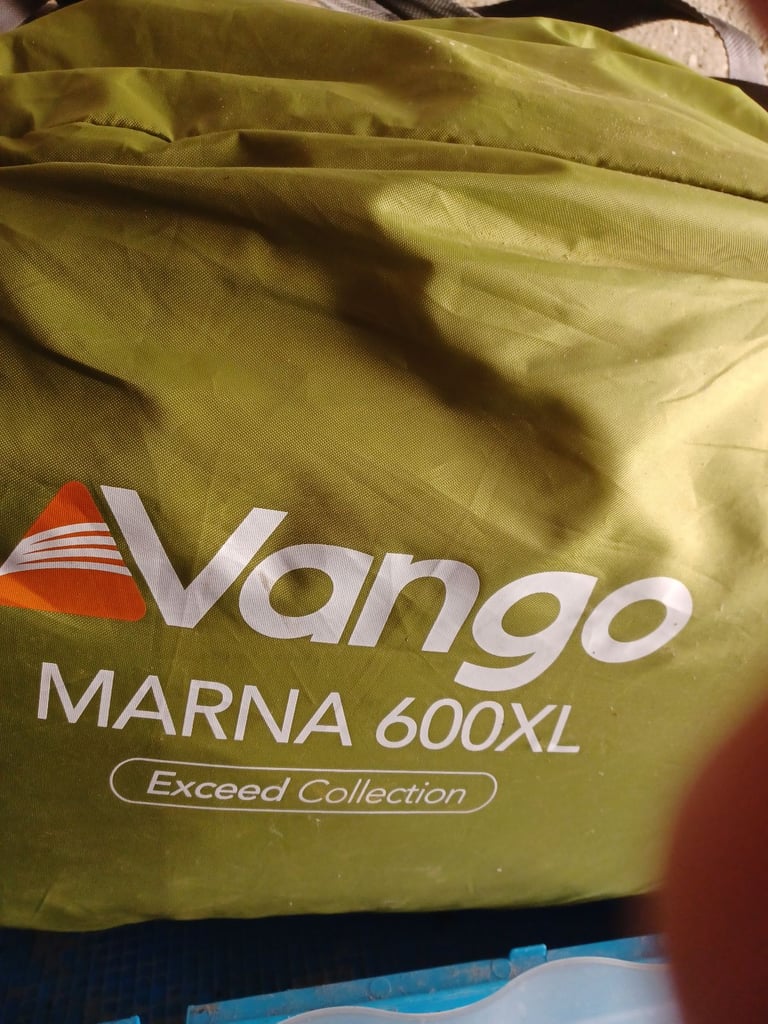 Vango
MARNA 600XL
Exceed Collection